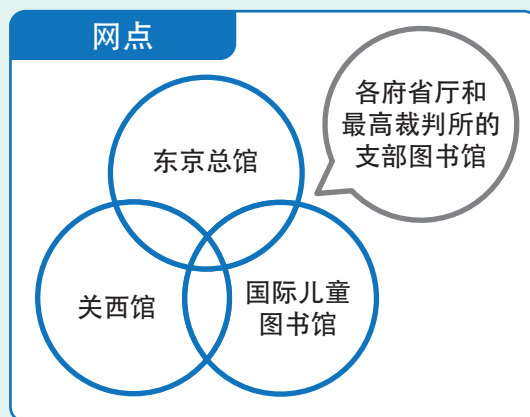 网点
各府省厅和
最高裁判所的
支部图书馆
东京总馆
关西馆
国际儿童
图书馆